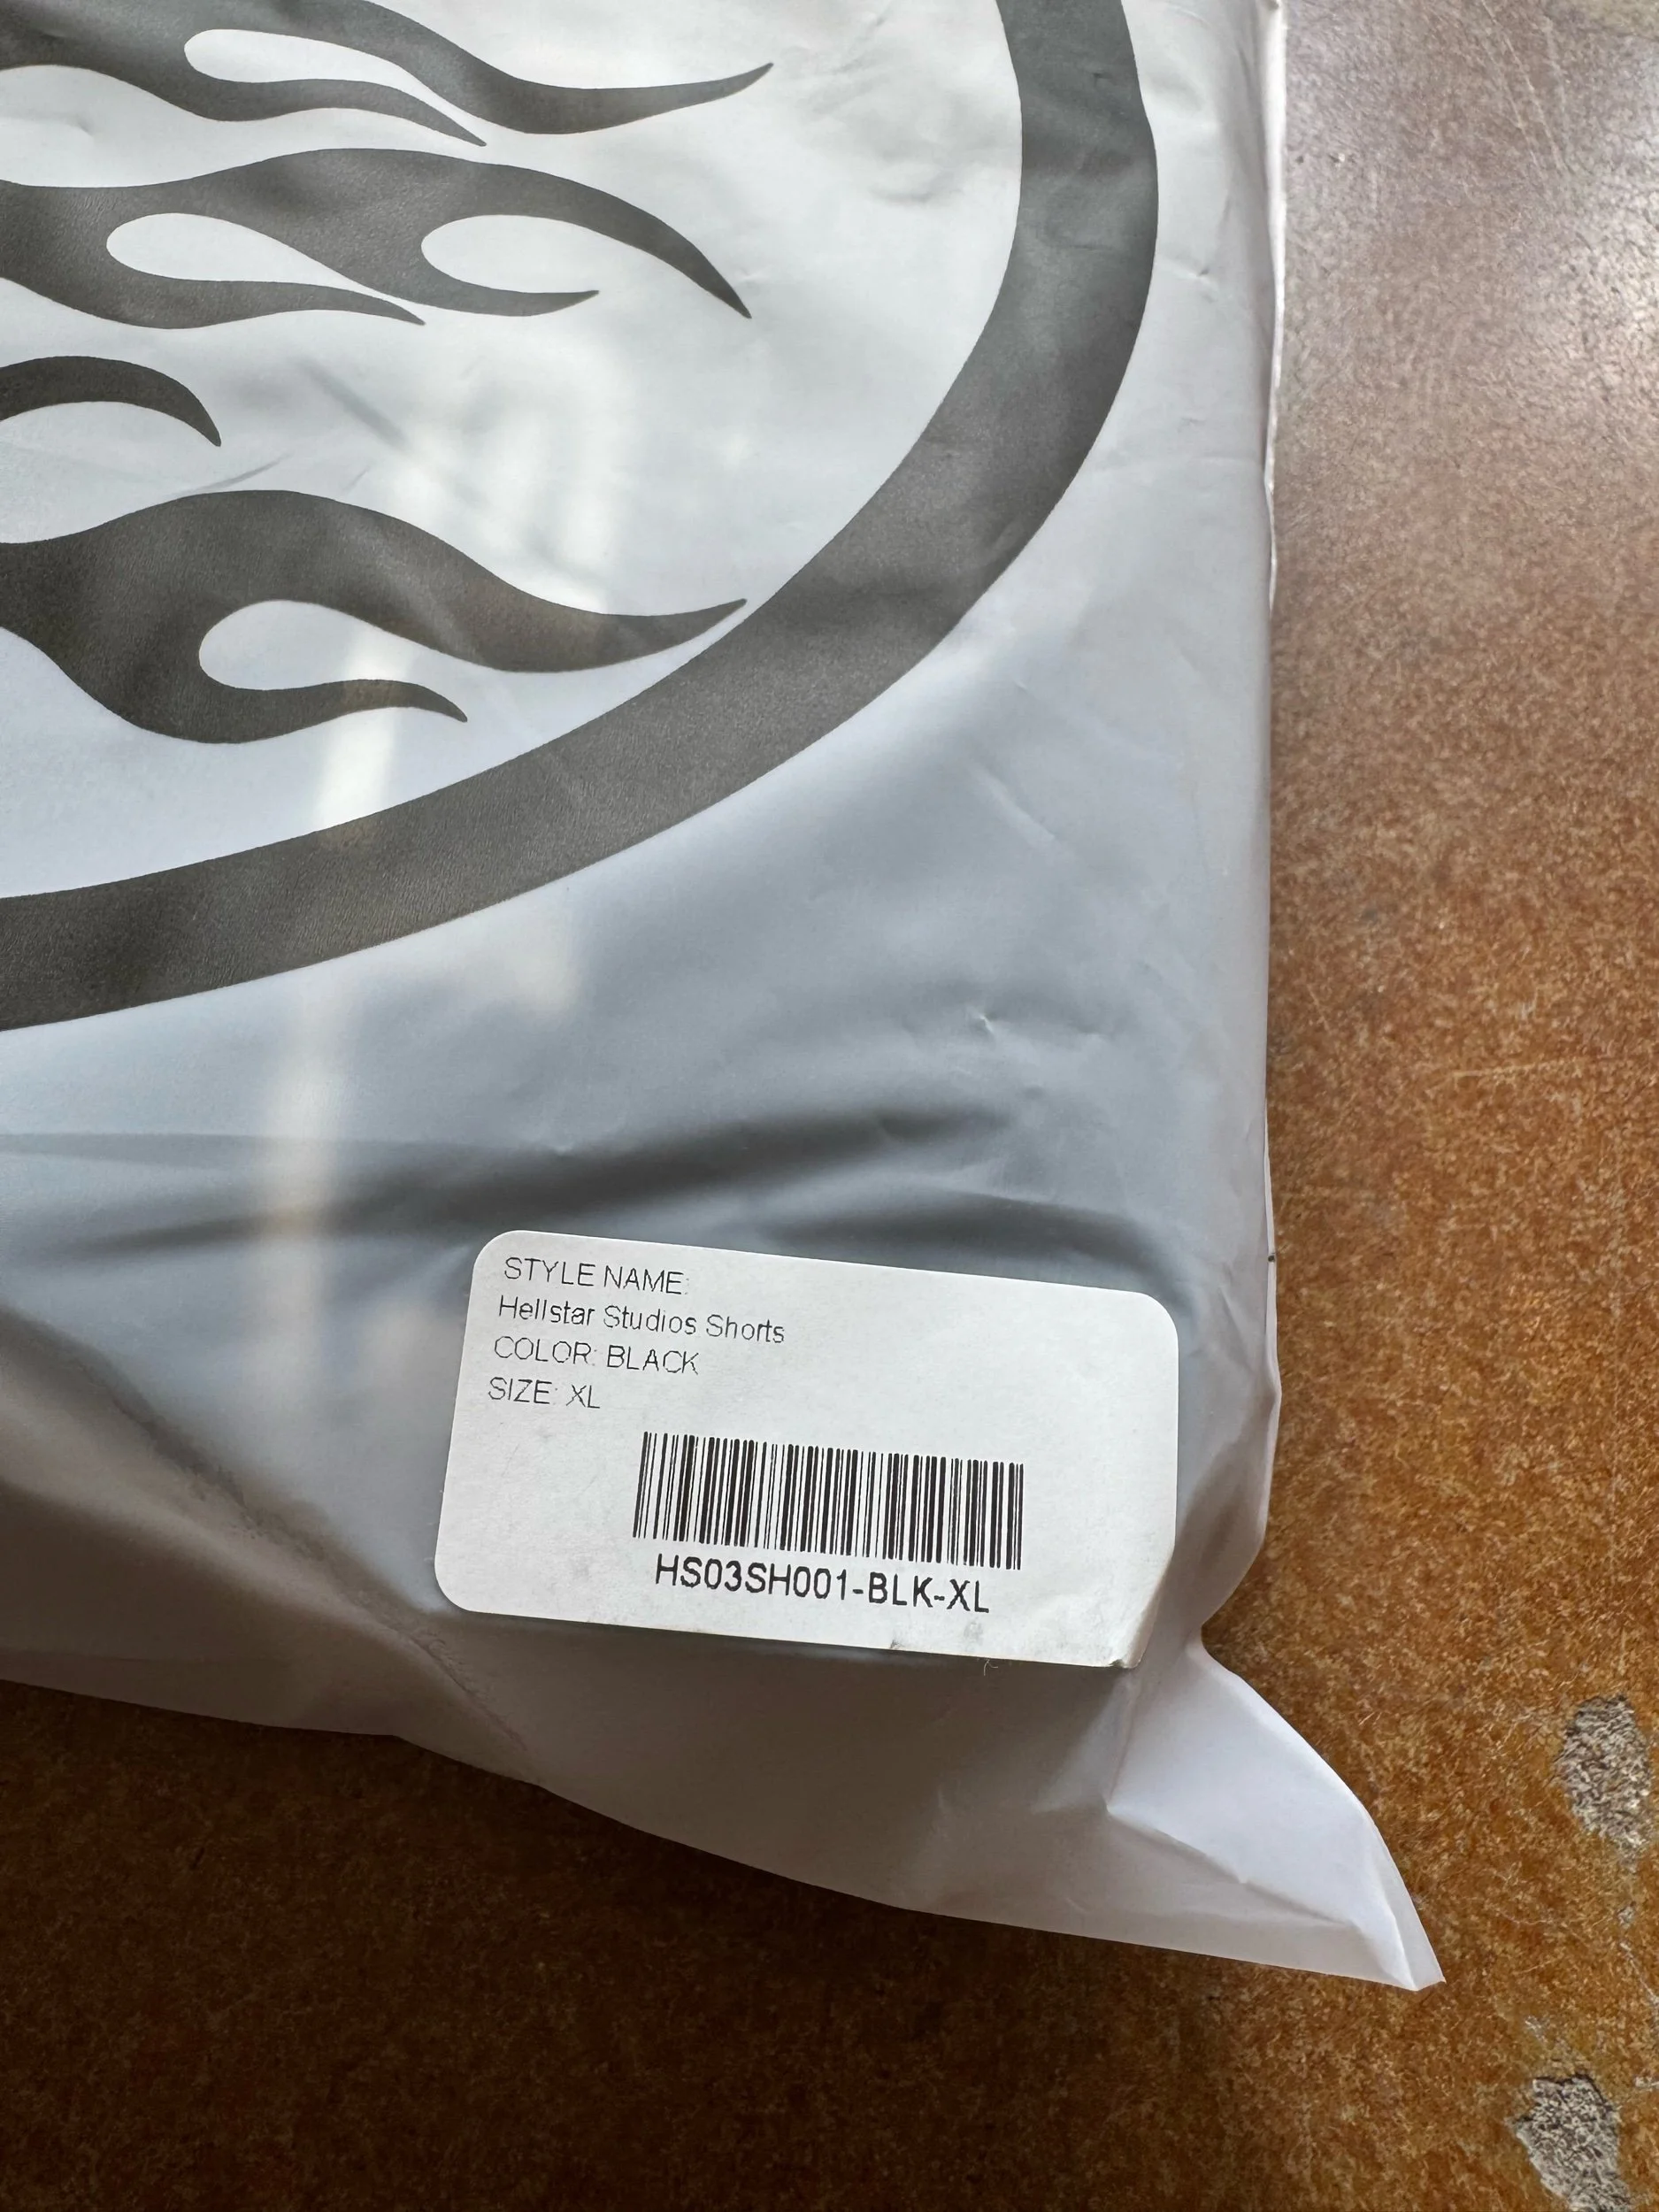 STYLE NAME:
Hellstar Studios Shorts
COLOR: BLACK
SIZE: XL
HS03SH001-BLK-XL